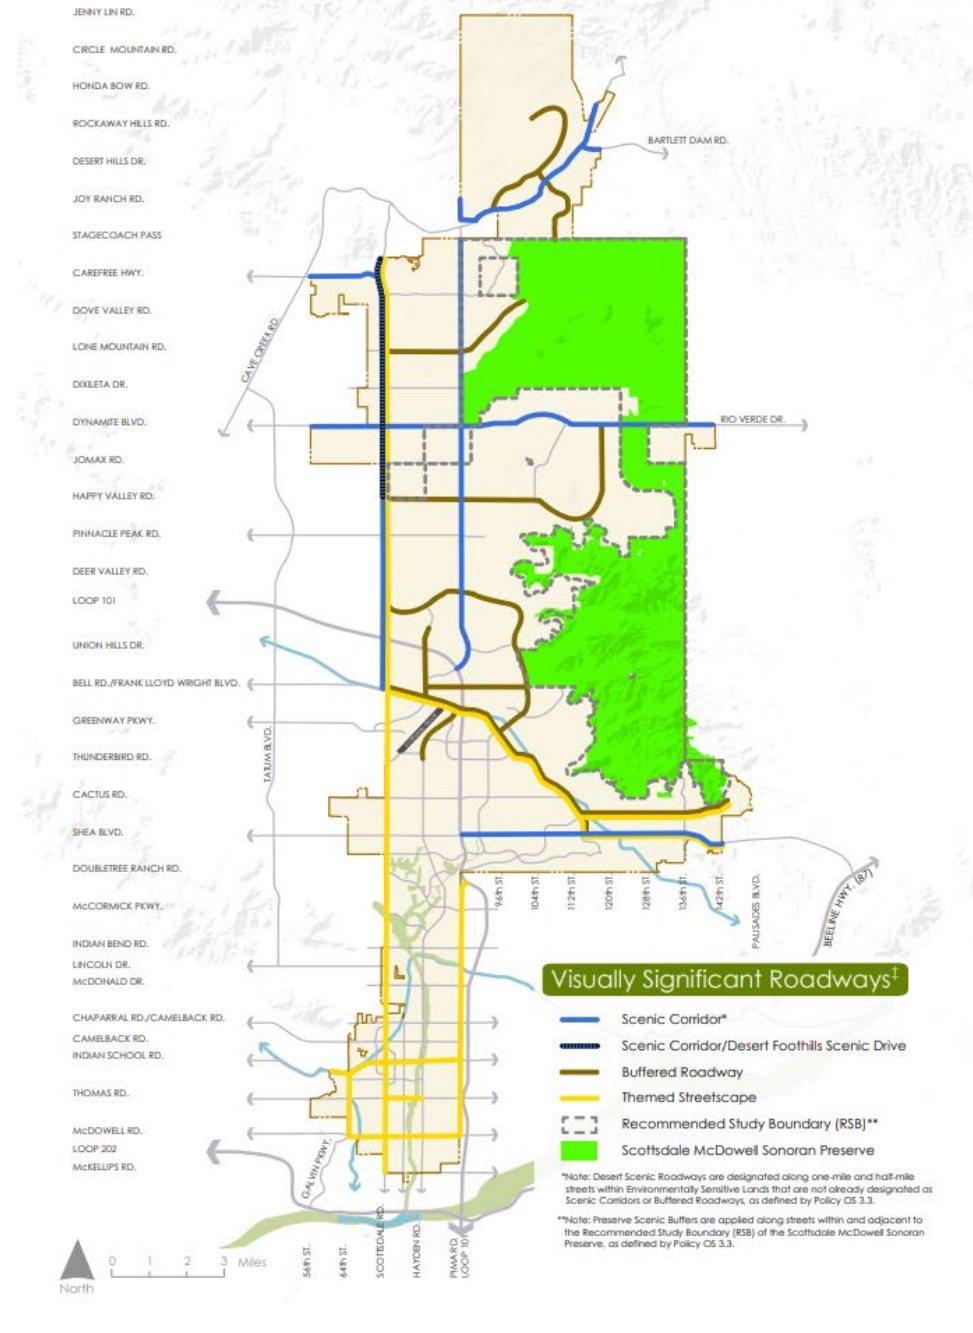 JENNY LIN RD.
CIRCLE MOUNTAIN RD.
HONDA BOW RD.
ROCKAWAY HILLS RD.
BARTLETT DAM RD.
DESERT HILLS DR.
JOY RANCH RD.
STAGECOACH PASS
CAREFREE HWY.
DOVE VALLEY RD.
CAVE CREEK RD.
LONE MOUNTAIN RD.
DIXILETA DR.
DYNAMITE BLVD.
RIO VERDE DR.
JOMAX RD.
HAPPY VALLEY RD.
PINNACLE PEAK RD.
DEER VALLEY RD.
LOOP 101
UNION HILLS DR.
BELL RD./FRANK LLOYD WRIGHT BLVD.
GREENWAY PKWY.
TATUM BLVD.
THUNDERBIRD RD.
CACTUS RD.
SHEA BLVD.
DOUBLETREE RANCH RD.
96th ST.
104th ST.
112th ST.
120th ST.
128th ST.
136th ST.
142th ST.
PALISADES BLVD.
BEELINE HWY. (87)
McCORMICK PKWY.
INDIAN BEND RD.
LINCOLN DR.
McDONALD DR.
CHAPARRAL RD./CAMELBACK RD.
CAMELBACK RD.
INDIAN SCHOOL RD.
THOMAS RD.
McDOWELL RD.
LOOP 202
McKELLIPS RD.
GALVIN PKWY.
56th ST.
64th ST.
SCOTTSDALE RD.
HAYDEN RD.
PIMA RD.
LOOP 101
Visually Significant Roadways‡
Scenic Corridor*
Scenic Corridor/Desert Foothills Scenic Drive
Buffered Roadway
Themed Streetscape
Recommended Study Boundary (RSB)**
Scottsdale McDowell Sonoran Preserve
*Note: Desert Scenic Roadways are designated along one-mile and half-mile
streets within Environmentally Sensitive Lands that are not already designated as
Scenic Corridors or Buffered Roadways, as defined by Policy OS 3.3.
**Note: Preserve Scenic Buffers are applied along streets within and adjacent to
the Recommended Study Boundary (RSB) of the Scottsdale McDowell Sonoran
Preserve, as defined by Policy OS 3.3.
North
0 1 2 3 Miles